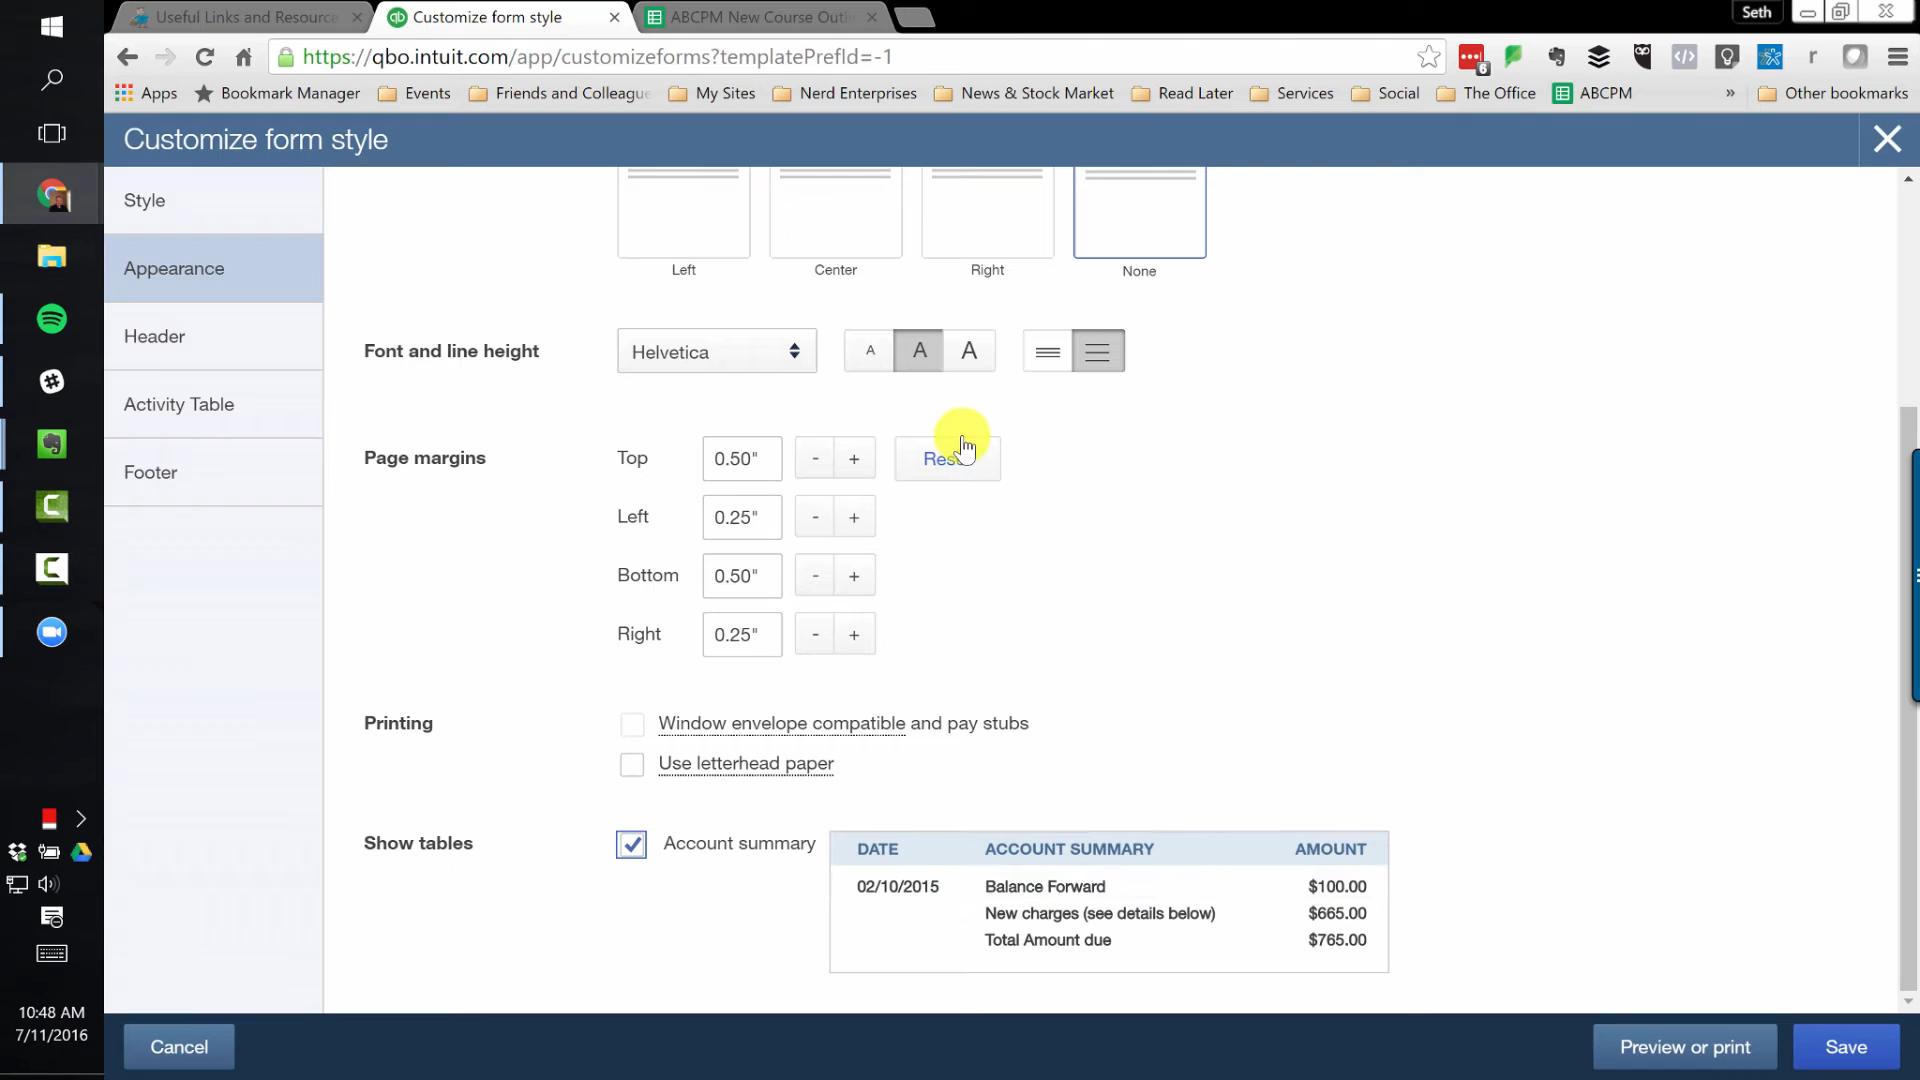 Useful Links and Resource
Customize form style
ABCPM New Course Outli
Seth
https://qbo.intuit.com/app/customizeforms?templatePrefId=-1
6
r
Apps
Bookmark Manager
Events
Friends and Colleagu
My Sites
Nerd Enterprises
News & Stock Market
Read Later
Services
Social
The Office
ABCPM
»
Other bookmarks
Customize form style
Style
Appearance
Header
Activity Table
Footer
Left
Center
Right
None
Font and line height
Helvetica
A
A
A
Page margins
Top
0.50"
-
+
Left
0.25"
-
+
Bottom
0.50"
-
+
Right
0.25"
-
+
Printing
Window envelope compatible and pay stubs
Use letterhead paper
Show tables
Account summary
DATE ACCOUNT SUMMARY AMOUNT
02/10/2015 Balance Forward $100.00
New charges (see details below) $665.00
Total Amount due $765.00
10:48 AM
7/11/2016
Cancel
Preview or print
Save